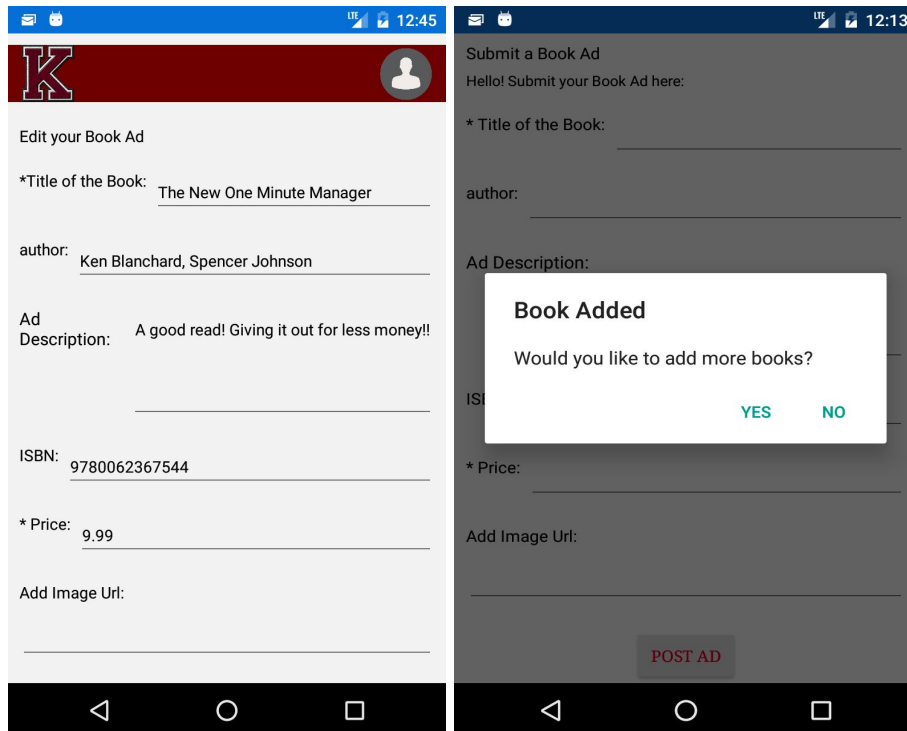 LTE 12:45
K
Edit your Book Ad
*Title of the Book: The New One Minute Manager
author: Ken Blanchard, Spencer Johnson
Ad
Description: A good read! Giving it out for less money!!
ISBN: 9780062367544
* Price: 9.99
Add Image Url:
LTE 12:13
Submit a Book Ad
Hello! Submit your Book Ad here:
* Title of the Book:
author:
Ad Description:
Book Added
Would you like to add more books?
YES NO
ISB
* Price:
Add Image Url:
POST AD